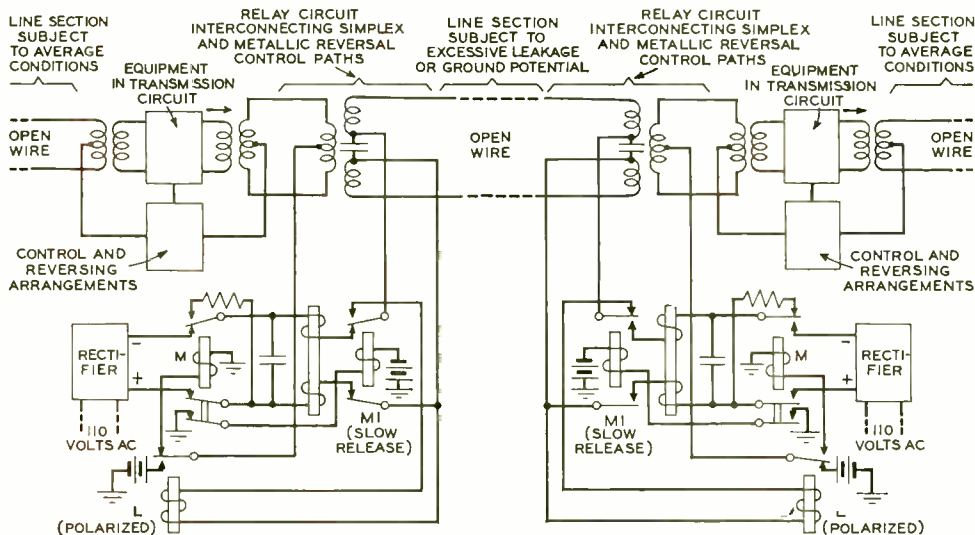 LINE SECTION
SUBJECT
TO AVERAGE
CONDITIONS
RELAY CIRCUIT
INTERCONNECTING SIMPLEX
AND METALLIC REVERSAL
CONTROL PATHS
LINE SECTION
SUBJECT TO
EXCESSIVE LEAKAGE
OR GROUND POTENTIAL
RELAY CIRCUIT
INTERCONNECTING SIMPLEX
AND METALLIC REVERSAL
CONTROL PATHS
LINE SECTION
SUBJECT
TO AVERAGE
CONDITIONS
EQUIPMENT
IN TRANSMISSION
CIRCUIT
EQUIPMENT
IN TRANSMISSION
CIRCUIT
OPEN
WIRE
OPEN
WIRE
OPEN
WIRE
CONTROL AND
REVERSING
ARRANGEMENTS
CONTROL AND
REVERSING
ARRANGEMENTS
RECTI-
FIER
−
+
M
M1
(SLOW
RELEASE)
110
VOLTS AC
L
(POLARIZED)
M1
(SLOW
RELEASE)
M
−
+
RECTI-
FIER
110
VOLTS AC
L
(POLARIZED)